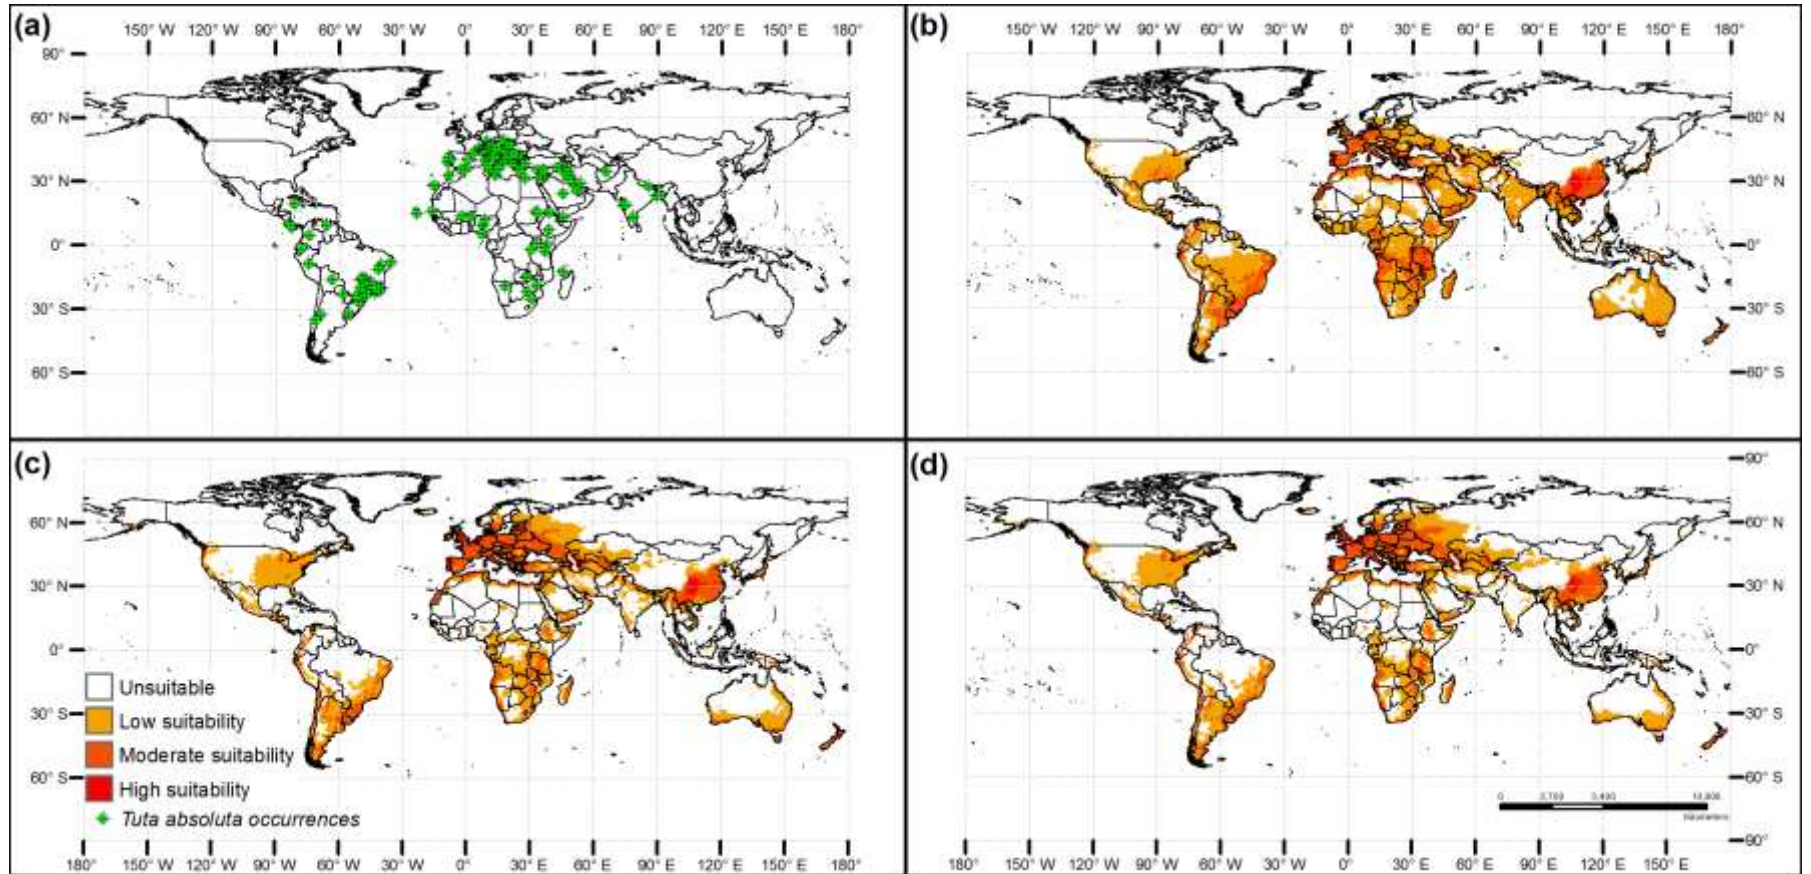 (a)
150° W 120° W 90° W 60° W 30° W 0° 30° E 60° E 90° E 120° E 150° E 180°
90°
60° N
30° N
0°
30° S
60° S
(b)
150° W 120° W 90° W 60° W 30° W 0° 30° E 60° E 90° E 120° E 150° E 180°
60° N
30° N
0°
30° S
60° S
(c)
60° N
30° N
0°
30° S
60° S
Unsuitable
Low suitability
Moderate suitability
High suitability
Tuta absoluta occurrences
180° 150° W 120° W 90° W 60° W 30° W 0° 30° E 60° E 90° E 120° E 150° E 180°
(d)
90°
60° N
30° N
0°
30° S
60° S
90°
0
180° 150° W 120° W 90° W 60° W 30° W 0° 30° E 60° E 90° E 120° E 150° E